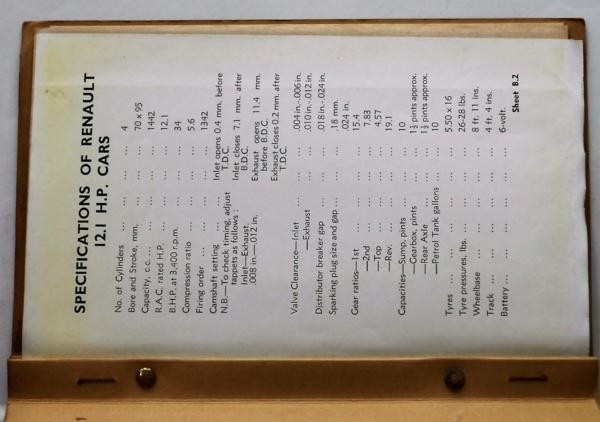 SPECIFICATIONS OF RENAULT
12.1 H.P. CARS
No. of Cylinders ... ... ... 4
Bore and Stroke, mm. ... ... 70 x 95
Capacity, c.c. ... ... ... ... 1442
R.A.C. rated H.P. ... ... ... 12.1
B.H.P. at 3,400 r.p.m. ... ... 34
Compression ratio ... ... ... 5.6
Firing order ... ... ... ... 1342
Camshaft setting ... ... ... Inlet opens 0.4 mm. before
N.B.—To check timing, adjust T.D.C.
tappets as follows : Inlet closes 7.1 mm. after
Inlet—Exhaust. B.D.C.
.008 in.—.012 in. Exhaust opens 11.4 mm.
before B.D.C.
Exhaust closes 0.2 mm. after
T.D.C.
Valve Clearance—Inlet ... ... .004 in.-.006 in.
—Exhaust ... .010 in.-.012 in.
Distributor breaker gap ... ... .018 in.-.024 in.
Sparking plug size and gap ... ... 18 mm.
.024 in.
Gear ratios—1st ... ... ... 15.4
—2nd ... ... ... 7.83
—Top ... ... ... 4.57
—Rev. ... ... ... 19.1
Capacities—Sump, pints ... ... 10
—Gearbox, pints ... 1½ pints approx.
—Rear Axle ... ... 1½ pints approx.
—Petrol Tank gallons ... 10
Tyres ... ... ... ... ... 5.50 x 16
Tyre pressures, lbs. ... ... ... 26-28 lbs.
Wheelbase ... ... ... ... 8 ft. 11 ins.
Track ... ... ... ... ... 4 ft. 4 ins.
Battery ... ... ... ... ... 6-volt.
Sheet B.2